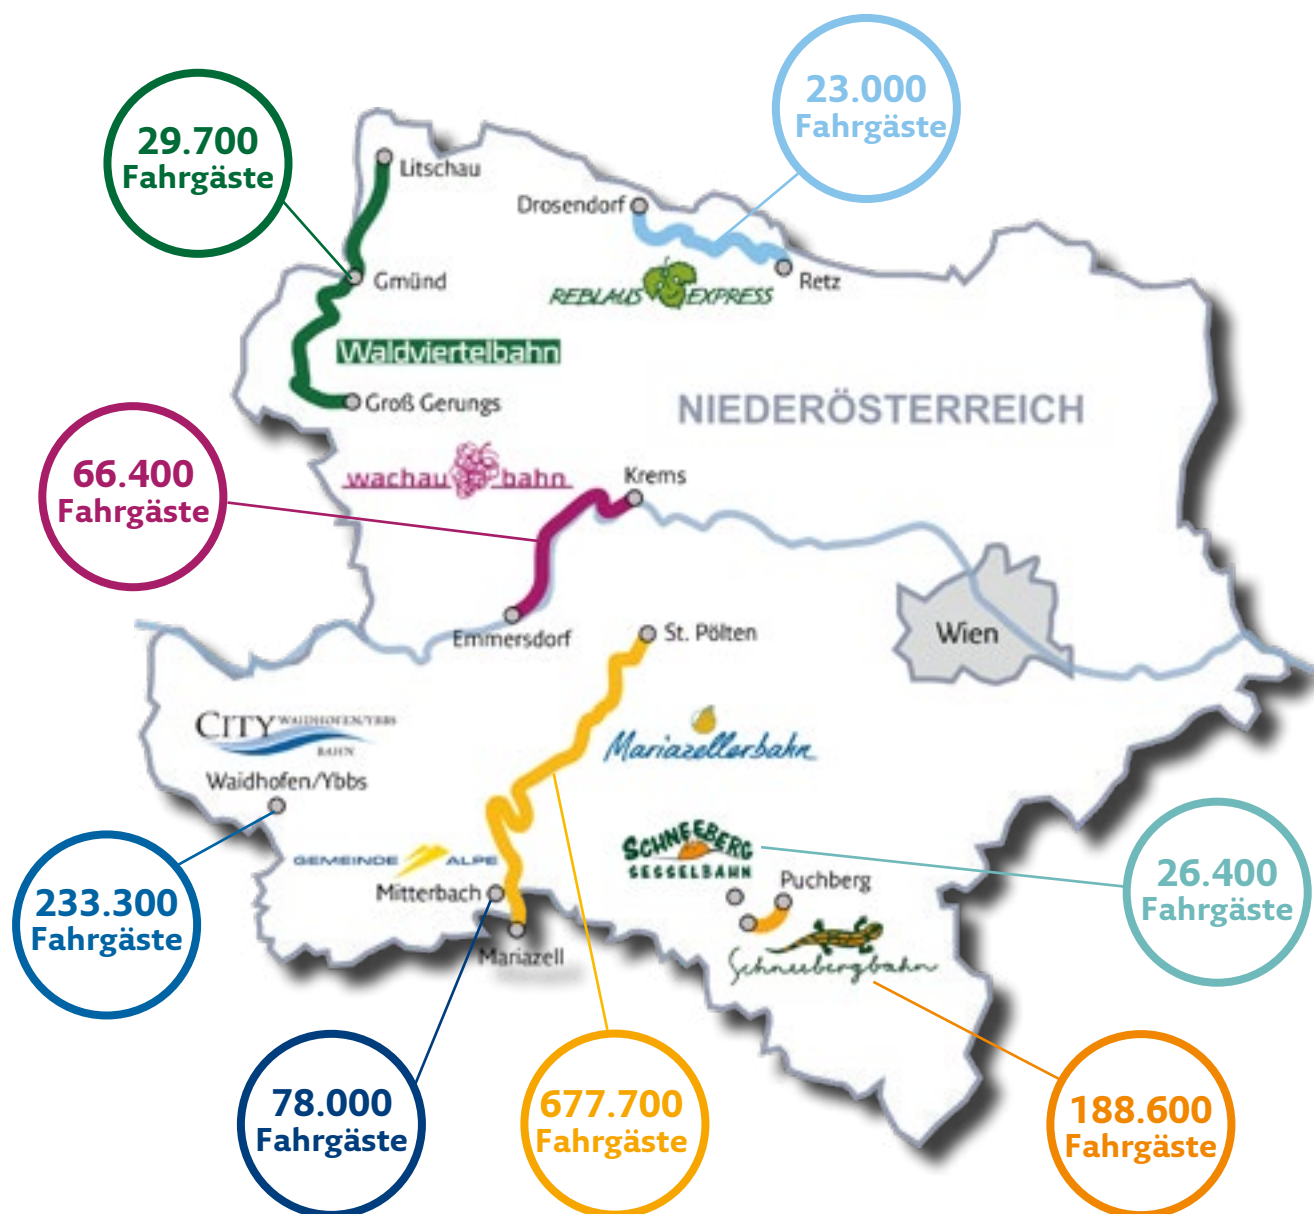 23.000
Fahrgäste
29.700
Fahrgäste
Litschau
Drosendorf
Gmünd
Retz
REBLAUS EXPRESS
Waldviertelbahn
Groß Gerungs
NIEDERÖSTERREICH
66.400
Fahrgäste
wachau bahn
Krems
Emmersdorf
St. Pölten
Wien
CITY WAIDHOFEN/YBBS
BAHN
Mariazellerbahn
Waidhofen/Ybbs
SCHNEEBERG
SESSELBAHN
GEMEINDE ALPE
Mitterbach
Puchberg
26.400
Fahrgäste
233.300
Fahrgäste
Mariazell
Schneebergbahn
78.000
Fahrgäste
677.700
Fahrgäste
188.600
Fahrgäste